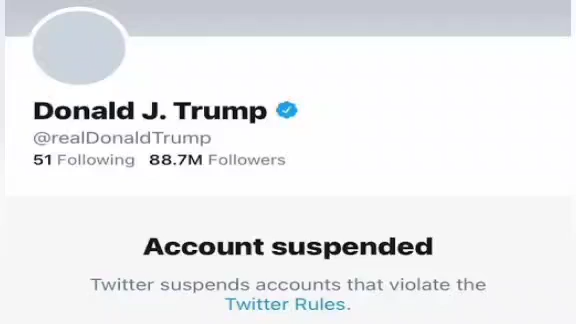 Donald J. Trump
@realDonaldTrump
51 Following 88.7M Followers
Account suspended
Twitter suspends accounts that violate the
Twitter Rules.